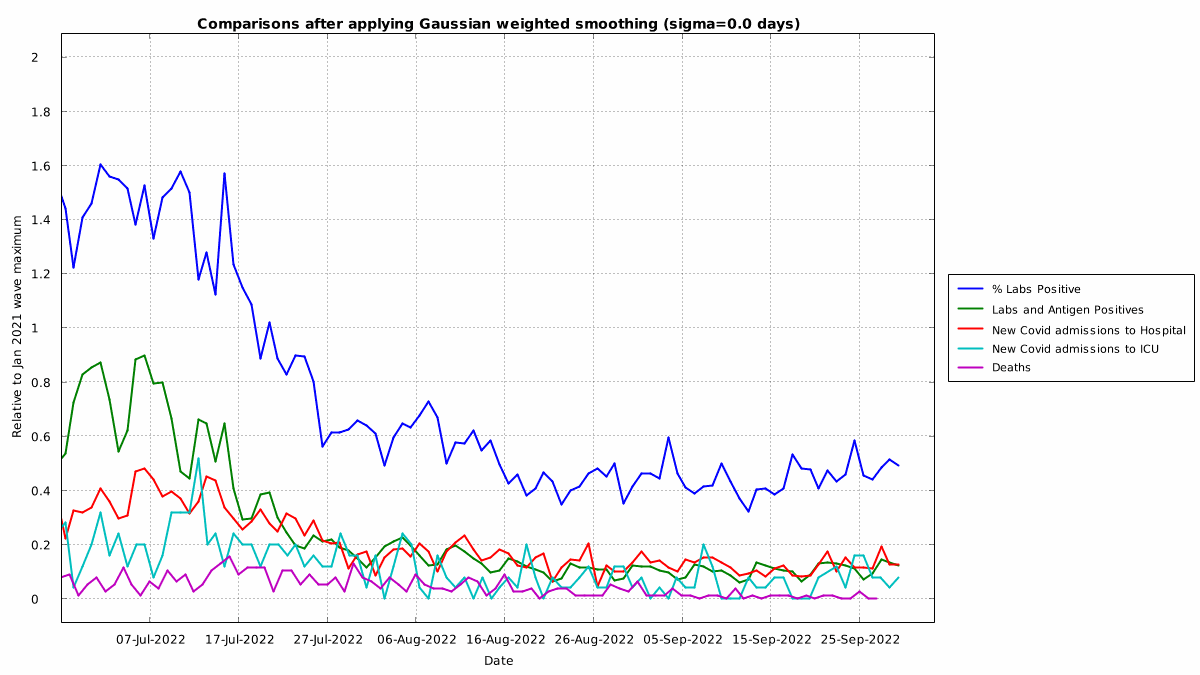 Comparisons after applying Gaussian weighted smoothing (sigma=0.0 days)
Relative to Jan 2021 wave maximum
2
1.8
1.6
1.4
1.2
1
0.8
0.6
0.4
0.2
0
07-Jul-2022 17-Jul-2022 27-Jul-2022 06-Aug-2022 16-Aug-2022 26-Aug-2022 05-Sep-2022 15-Sep-2022 25-Sep-2022
Date
% Labs Positive
Labs and Antigen Positives
New Covid admissions to Hospital
New Covid admissions to ICU
Deaths